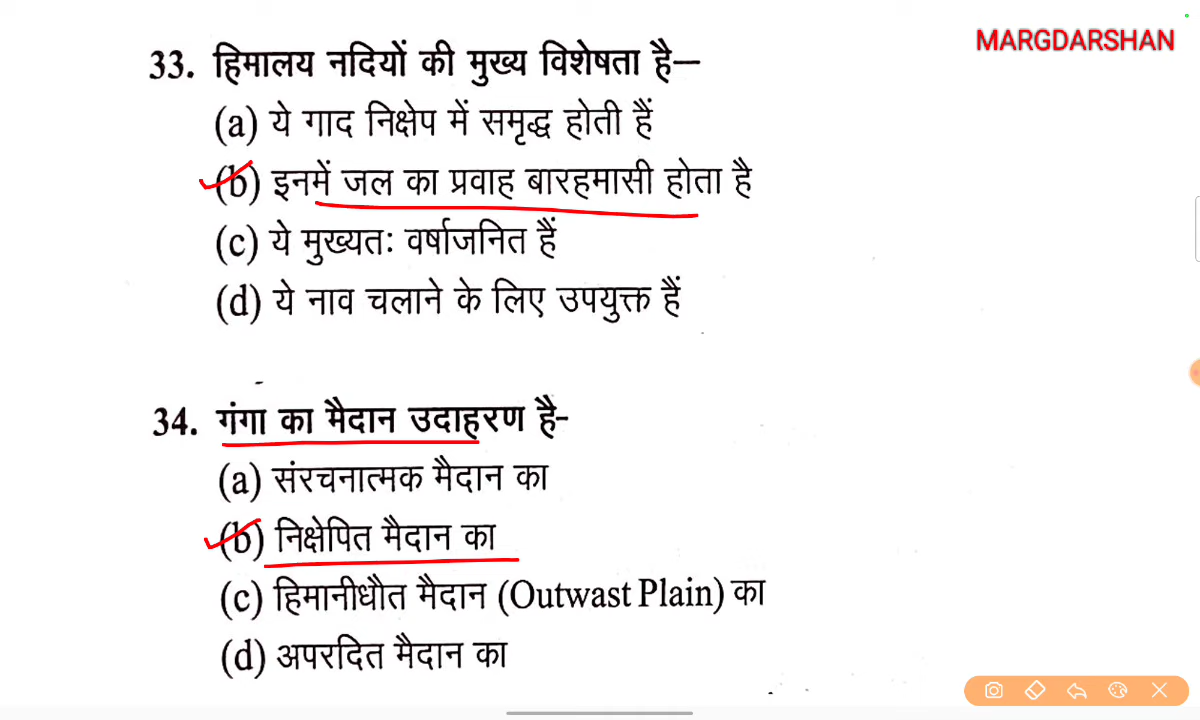 MARGDARSHAN
33. हिमालय नदियों की मुख्य विशेषता है—
(a) ये गाद निक्षेप में समृद्ध होती हैं
(b) इनमें जल का प्रवाह बारहमासी होता है
(c) ये मुख्यतः वर्षाजनित हैं
(d) ये नाव चलाने के लिए उपयुक्त हैं
34. गंगा का मैदान उदाहरण है-
(a) संरचनात्मक मैदान का
(b) निक्षेपित मैदान का
(c) हिमानीधौत मैदान (Outwast Plain) का
(d) अपरदित मैदान का